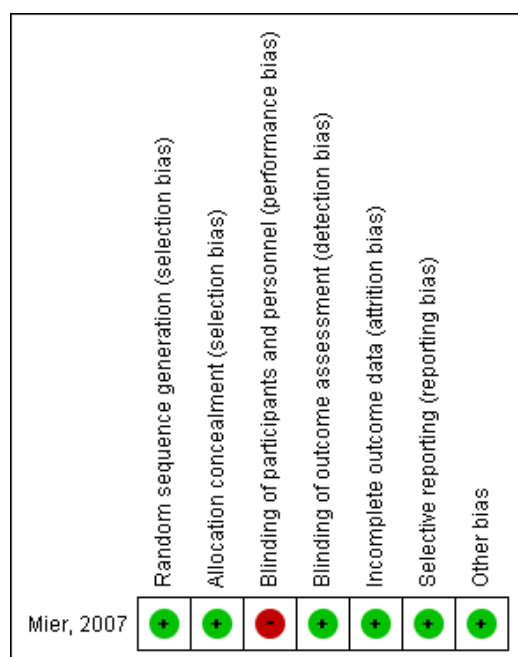 Random sequence generation (selection bias)
Allocation concealment (selection bias)
Blinding of participants and personnel (performance bias)
Blinding of outcome assessment (detection bias)
Incomplete outcome data (attrition bias)
Selective reporting (reporting bias)
Other bias
Mier, 2007 + + - + + + +